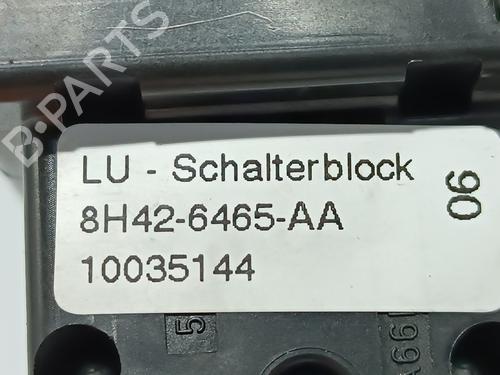 B-PARTS
LU - Schalterblock
8H42-6465-AA
10035144
06
5